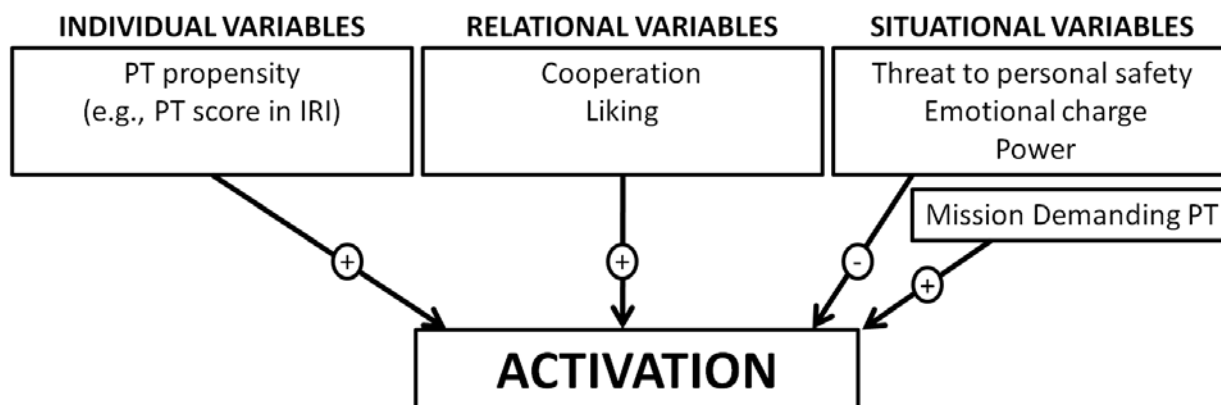 INDIVIDUAL VARIABLES
PT propensity
(e.g., PT score in IRI)
RELATIONAL VARIABLES
Cooperation
Liking
SITUATIONAL VARIABLES
Threat to personal safety
Emotional charge
Power
Mission Demanding PT
+
+
-
+
ACTIVATION